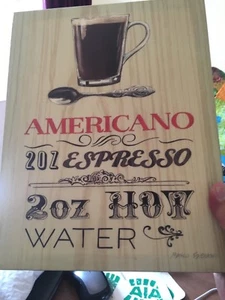 AMERICANO
2OZ ESPRESSO
2oz HOT
WATER